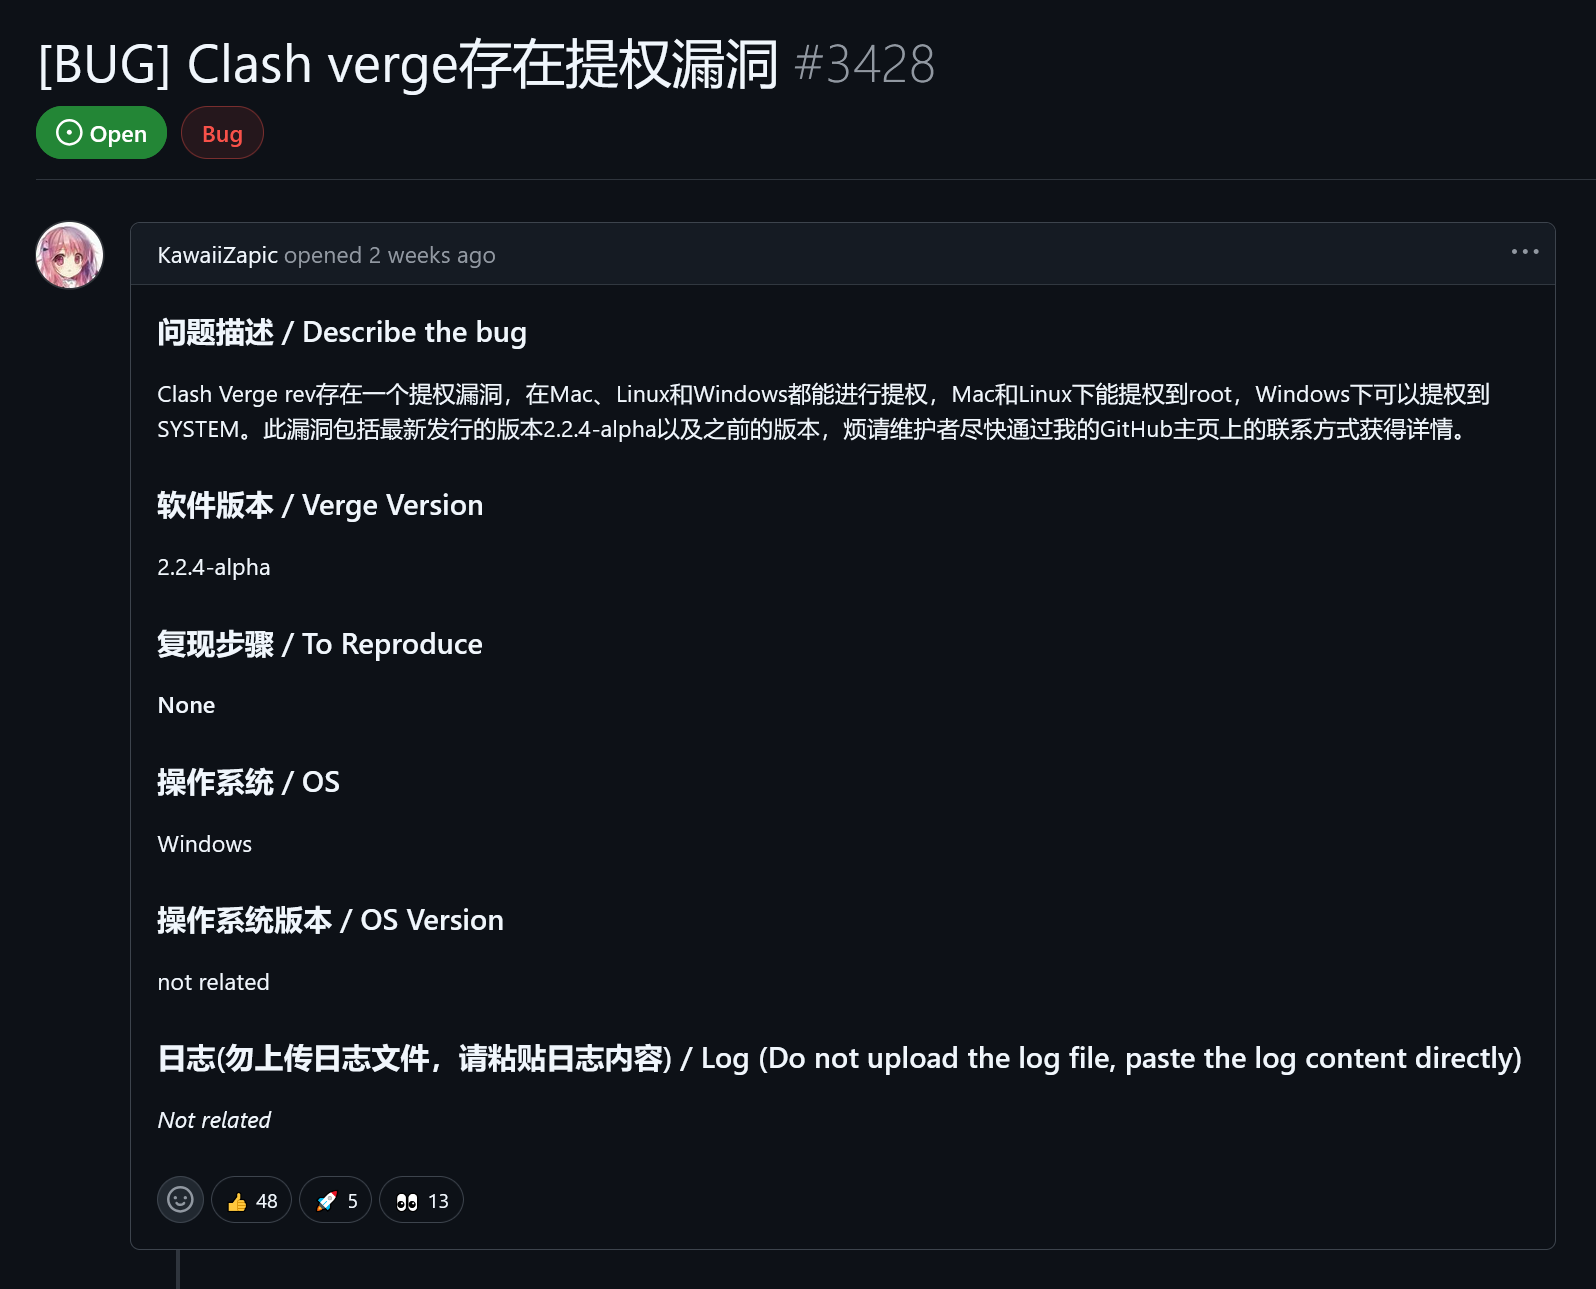 [BUG] Clash verge存在提权漏洞 #3428
Open Bug
KawaiiZapic opened 2 weeks ago
问题描述 / Describe the bug
Clash Verge rev存在一个提权漏洞，在Mac、Linux和Windows都能进行提权，Mac和Linux下能提权到root，Windows下可以提权到
SYSTEM。此漏洞包括最新发行的版本2.2.4-alpha以及之前的版本，烦请维护者尽快通过我的GitHub主页上的联系方式获得详情。
软件版本 / Verge Version
2.2.4-alpha
复现步骤 / To Reproduce
None
操作系统 / OS
Windows
操作系统版本 / OS Version
not related
日志(勿上传日志文件，请粘贴日志内容) / Log (Do not upload the log file, paste the log content directly)
Not related
48 5 13